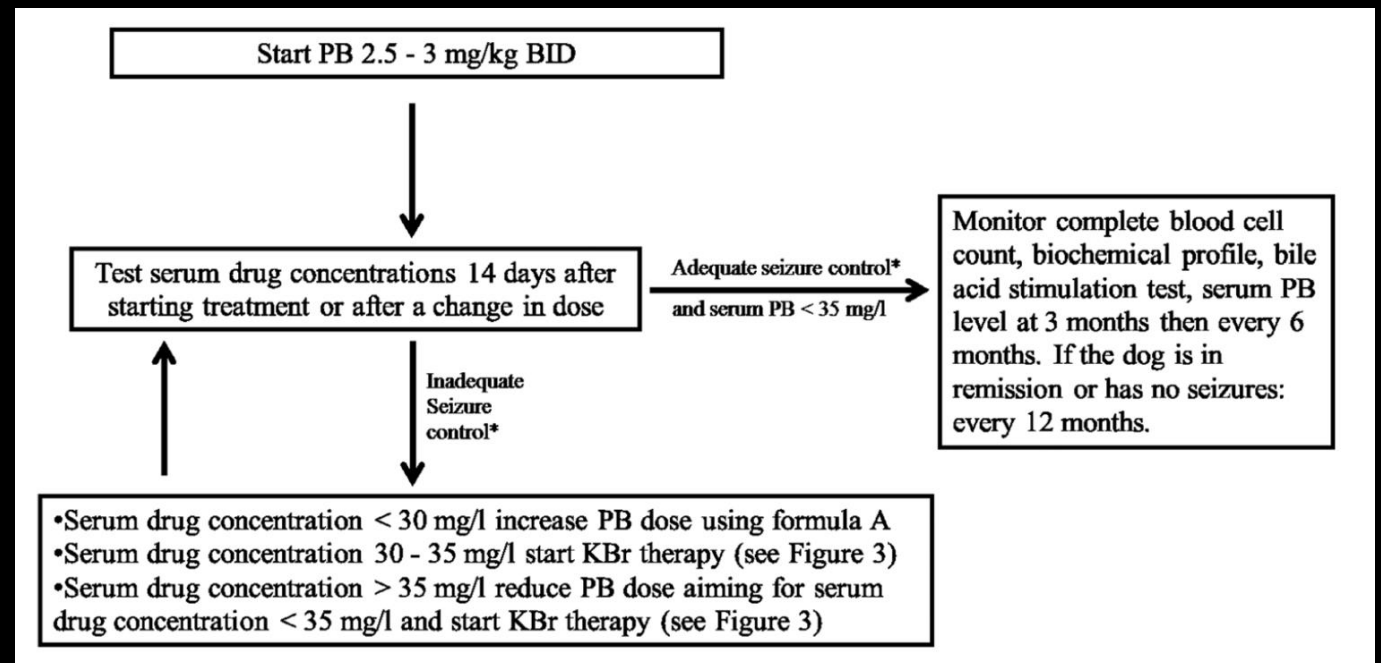 Start PB 2.5 - 3 mg/kg BID
Test serum drug concentrations 14 days after
starting treatment or after a change in dose
Adequate seizure control*
and serum PB < 35 mg/l
Monitor complete blood cell
count, biochemical profile, bile
acid stimulation test, serum PB
level at 3 months then every 6
months. If the dog is in
remission or has no seizures:
every 12 months.
Inadequate
Seizure
control*
•Serum drug concentration < 30 mg/l increase PB dose using formula A
•Serum drug concentration 30 - 35 mg/l start KBr therapy (see Figure 3)
•Serum drug concentration > 35 mg/l reduce PB dose aiming for serum
drug concentration < 35 mg/l and start KBr therapy (see Figure 3)